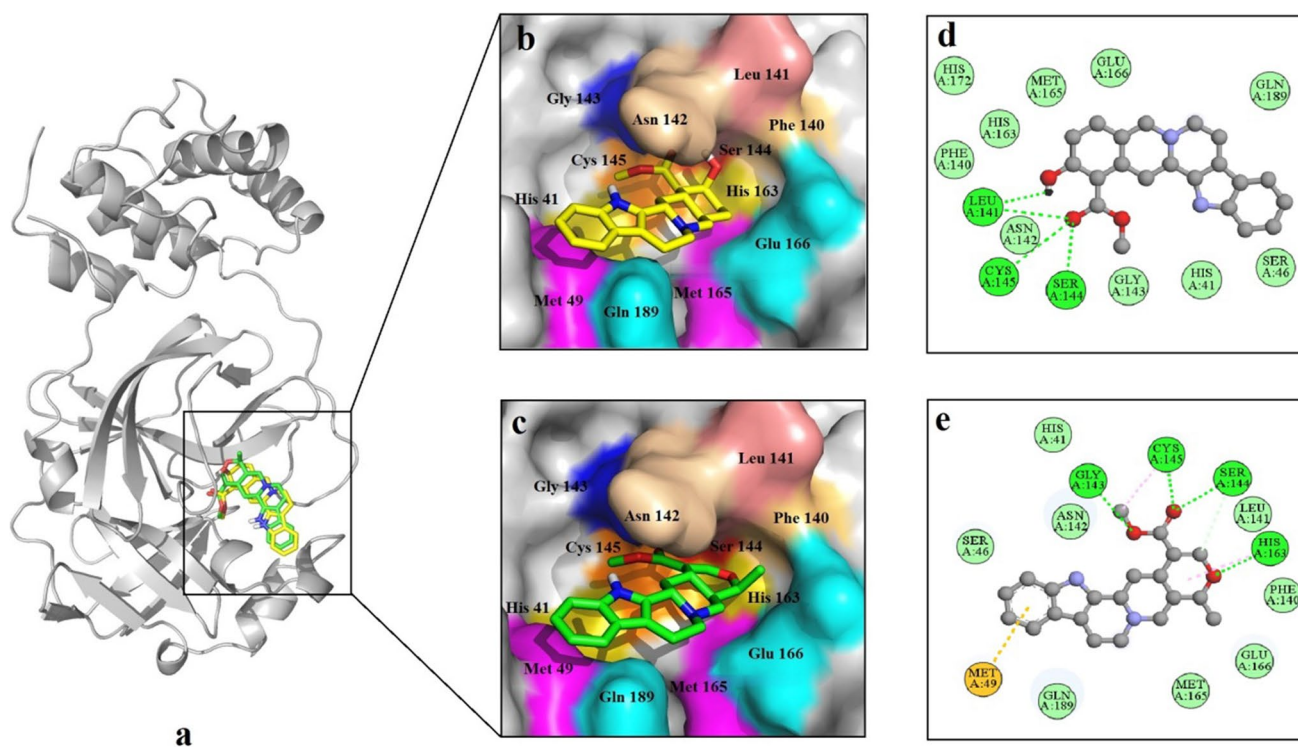 a
b
Leu 141
Gly 143
Asn 142
Phe 140
Ser 144
Cys 145
His 41
His 163
Glu 166
Met 49
Met 165
Gln 189
c
Leu 141
Gly 143
Asn 142
Phe 140
Cys 145
Ser 144
His 41
His 163
Met 49
Glu 166
Gln 189
Met 165
d
HIS
A:172
MET
A:165
GLU
A:166
GLN
A:189
HIS
A:163
PHE
A:140
LEU
A:141
ASN
A:142
CYS
A:145
SER
A:144
GLY
A:143
HIS
A:41
SER
A:46
e
HIS
A:41
CYS
A:145
GLY
A:143
SER
A:144
ASN
A:142
LEU
A:141
SER
A:46
HIS
A:163
PHE
A:140
GLU
A:166
MET
A:49
GLN
A:189
MET
A:165